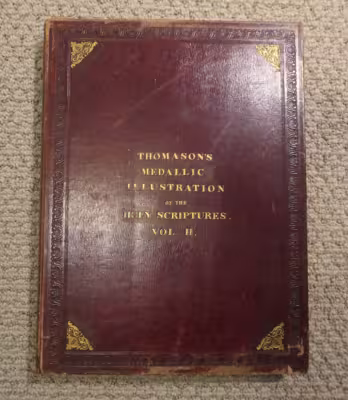 THOMASON'S
MEDALLIC
ILLUSTRATION
OF THE
HOLY SCRIPTURES.
VOL II.